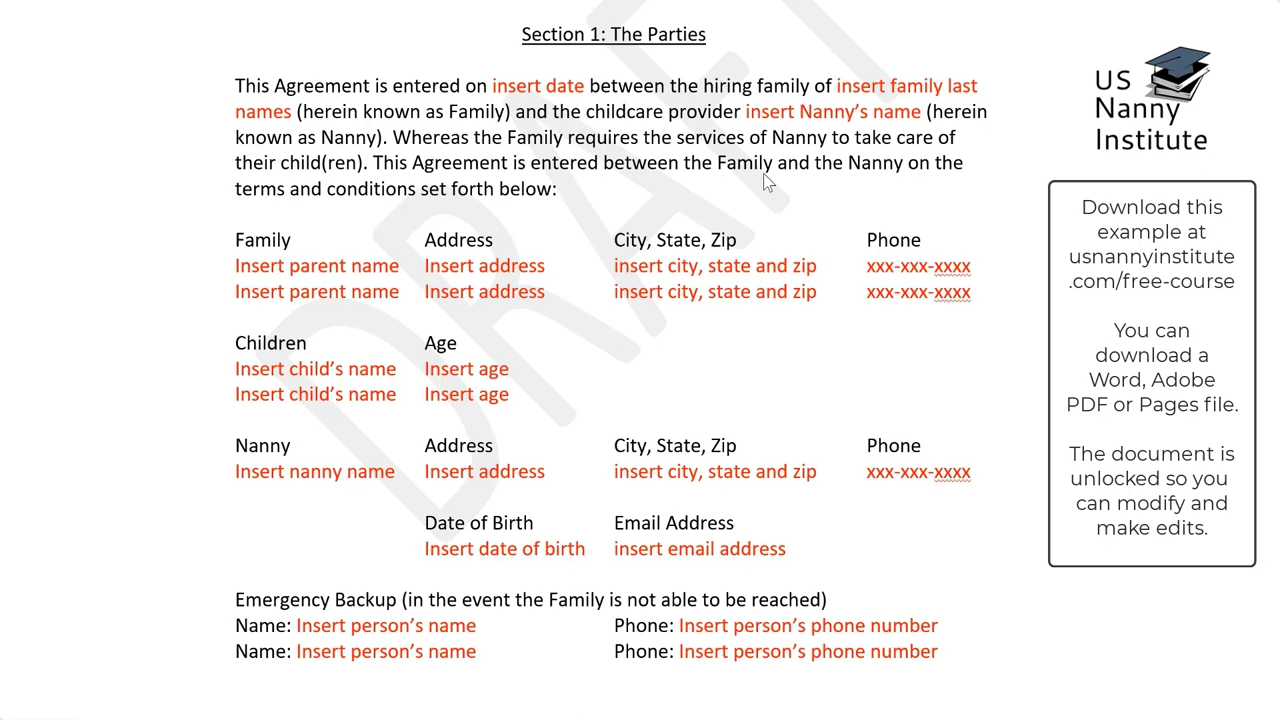 Section 1: The Parties
This Agreement is entered on insert date between the hiring family of insert family last
names (herein known as Family) and the childcare provider insert Nanny's name (herein
known as Nanny). Whereas the Family requires the services of Nanny to take care of
their child(ren). This Agreement is entered between the Family and the Nanny on the
terms and conditions set forth below:
Family Address City, State, Zip Phone
Insert parent name Insert address insert city, state and zip xxx-xxx-xxxx
Insert parent name Insert address insert city, state and zip xxx-xxx-xxxx
Children Age
Insert child's name Insert age
Insert child's name Insert age
Nanny Address City, State, Zip Phone
Insert nanny name Insert address insert city, state and zip xxx-xxx-xxxx
Date of Birth Email Address
Insert date of birth insert email address
Emergency Backup (in the event the Family is not able to be reached)
Name: Insert person's name Phone: Insert person's phone number
Name: Insert person's name Phone: Insert person's phone number
DRAFT
US
Nanny
Institute
Download this
example at
usnannyinstitute
.com/free-course
You can
download a
Word, Adobe
PDF or Pages file.
The document is
unlocked so you
can modify and
make edits.